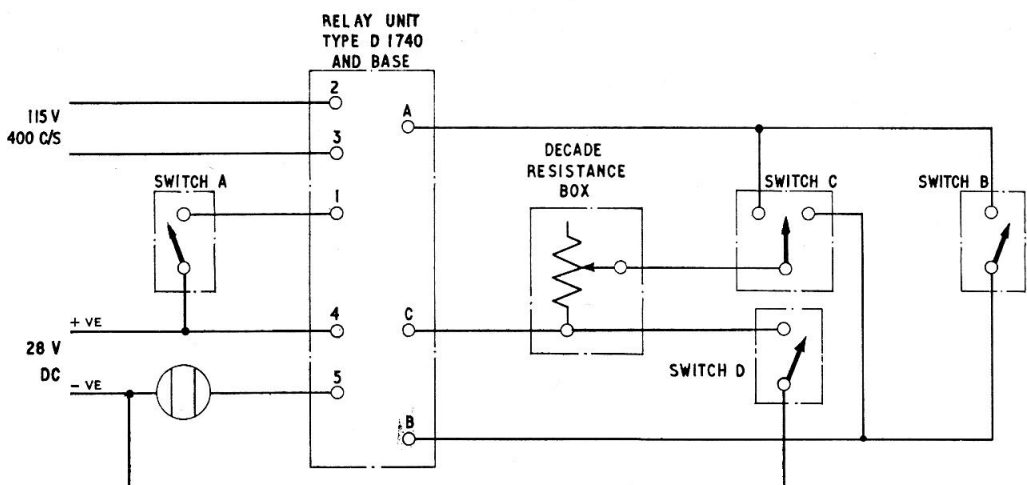 RELAY UNIT
TYPE D 1740
AND BASE
2
115 V
400 C/S
A
3
DECADE
RESISTANCE
BOX
SWITCH A
1
SWITCH C
SWITCH B
+ VE
4
C
28 V
DC
- VE
5
SWITCH D
B